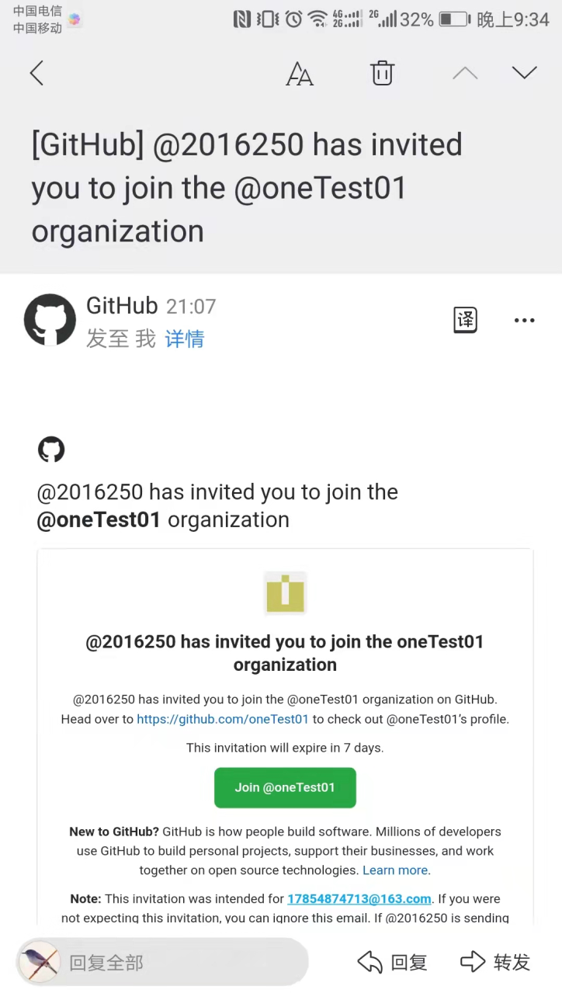 中国电信
中国移动
4G 2G 2G 32% 晚上9:34
[GitHub] @2016250 has invited
you to join the @oneTest01
organization
GitHub 21:07
译
发至 我 详情
@2016250 has invited you to join the
@oneTest01 organization
@2016250 has invited you to join the oneTest01
organization
@2016250 has invited you to join the @oneTest01 organization on GitHub.
Head over to https://github.com/oneTest01 to check out @oneTest01’s profile.
This invitation will expire in 7 days.
Join @oneTest01
New to GitHub? GitHub is how people build software. Millions of developers
use GitHub to build personal projects, support their businesses, and work
together on open source technologies. Learn more.
Note: This invitation was intended for 17854874713@163.com. If you were
not expecting this invitation, you can ignore this email. If @2016250 is sending
回复全部 回复 转发